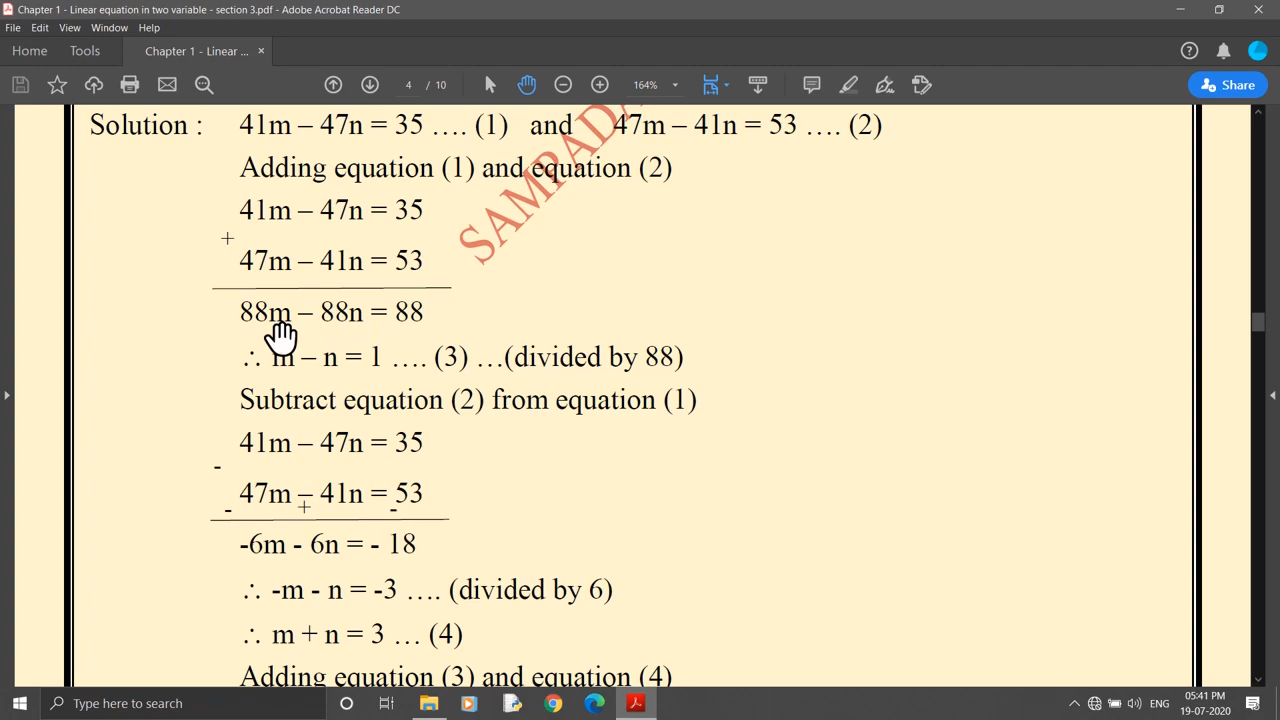 Chapter 1 - Linear equation in two variable - section 3.pdf - Adobe Acrobat Reader DC
File Edit View Window Help
Home Tools Chapter 1 - Linear ... ×
4 / 10 164% Share
Solution : 41m – 47n = 35 …. (1) and 47m – 41n = 53 …. (2)
Adding equation (1) and equation (2)
41m – 47n = 35
+
47m – 41n = 53
88m – 88n = 88
∴ m – n = 1 …. (3) …(divided by 88)
Subtract equation (2) from equation (1)
41m – 47n = 35
-
47m – 41n = 53
- + -
-6m - 6n = - 18
∴ -m - n = -3 …. (divided by 6)
∴ m + n = 3 … (4)
Adding equation (3) and equation (4)
SAMPADA
Type here to search
ENG
05:41 PM
19-07-2020